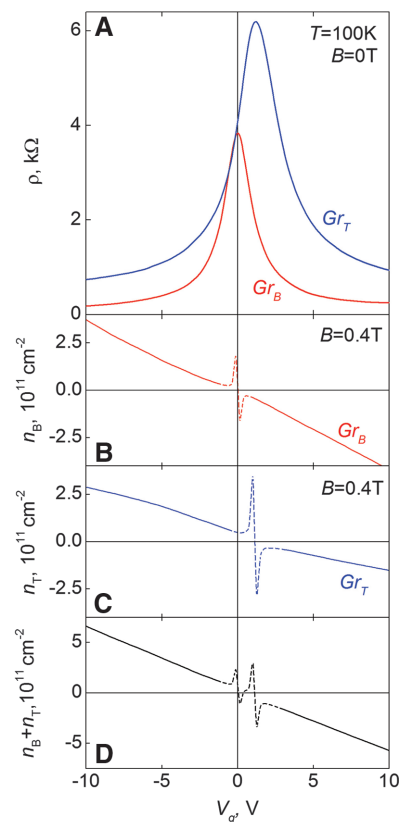 A
T=100K
B=0T
6
4
2
0
ρ, kΩ
Gr_T
Gr_B
B=0.4T
2.5
0.0
-2.5
n_B, 10^11 cm^-2
Gr_B
B
B=0.4T
2.5
0.0
-2.5
n_T, 10^11 cm^-2
Gr_T
C
5
0
-5
n_B+n_T, 10^11 cm^-2
D
-10 -5 0 5 10
V_g, V